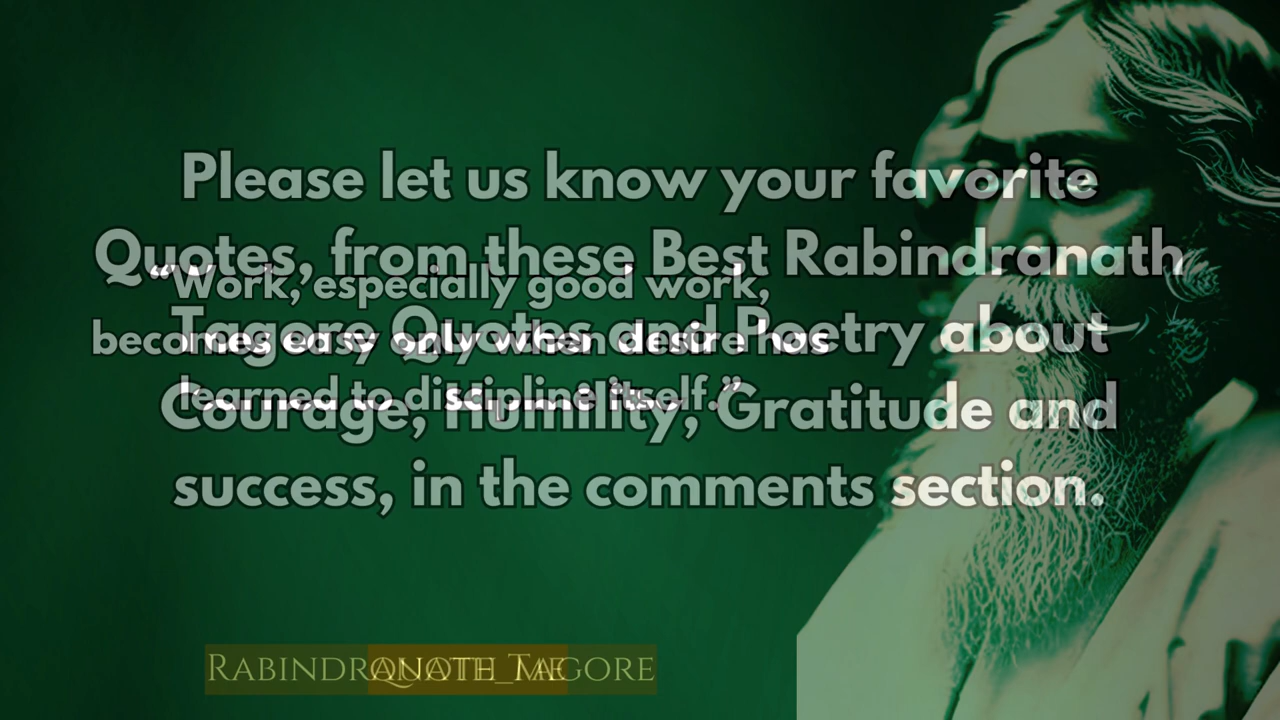 Please let us know your favorite
Quotes, from these Best Rabindranath
Tagore Quotes and Poetry about
Courage, Humility, Gratitude and
success, in the comments section.
“Work, especially good work,
becomes easy only when desire has
learned to discipline itself.”
Rabindranath Tagore
Quote_Me